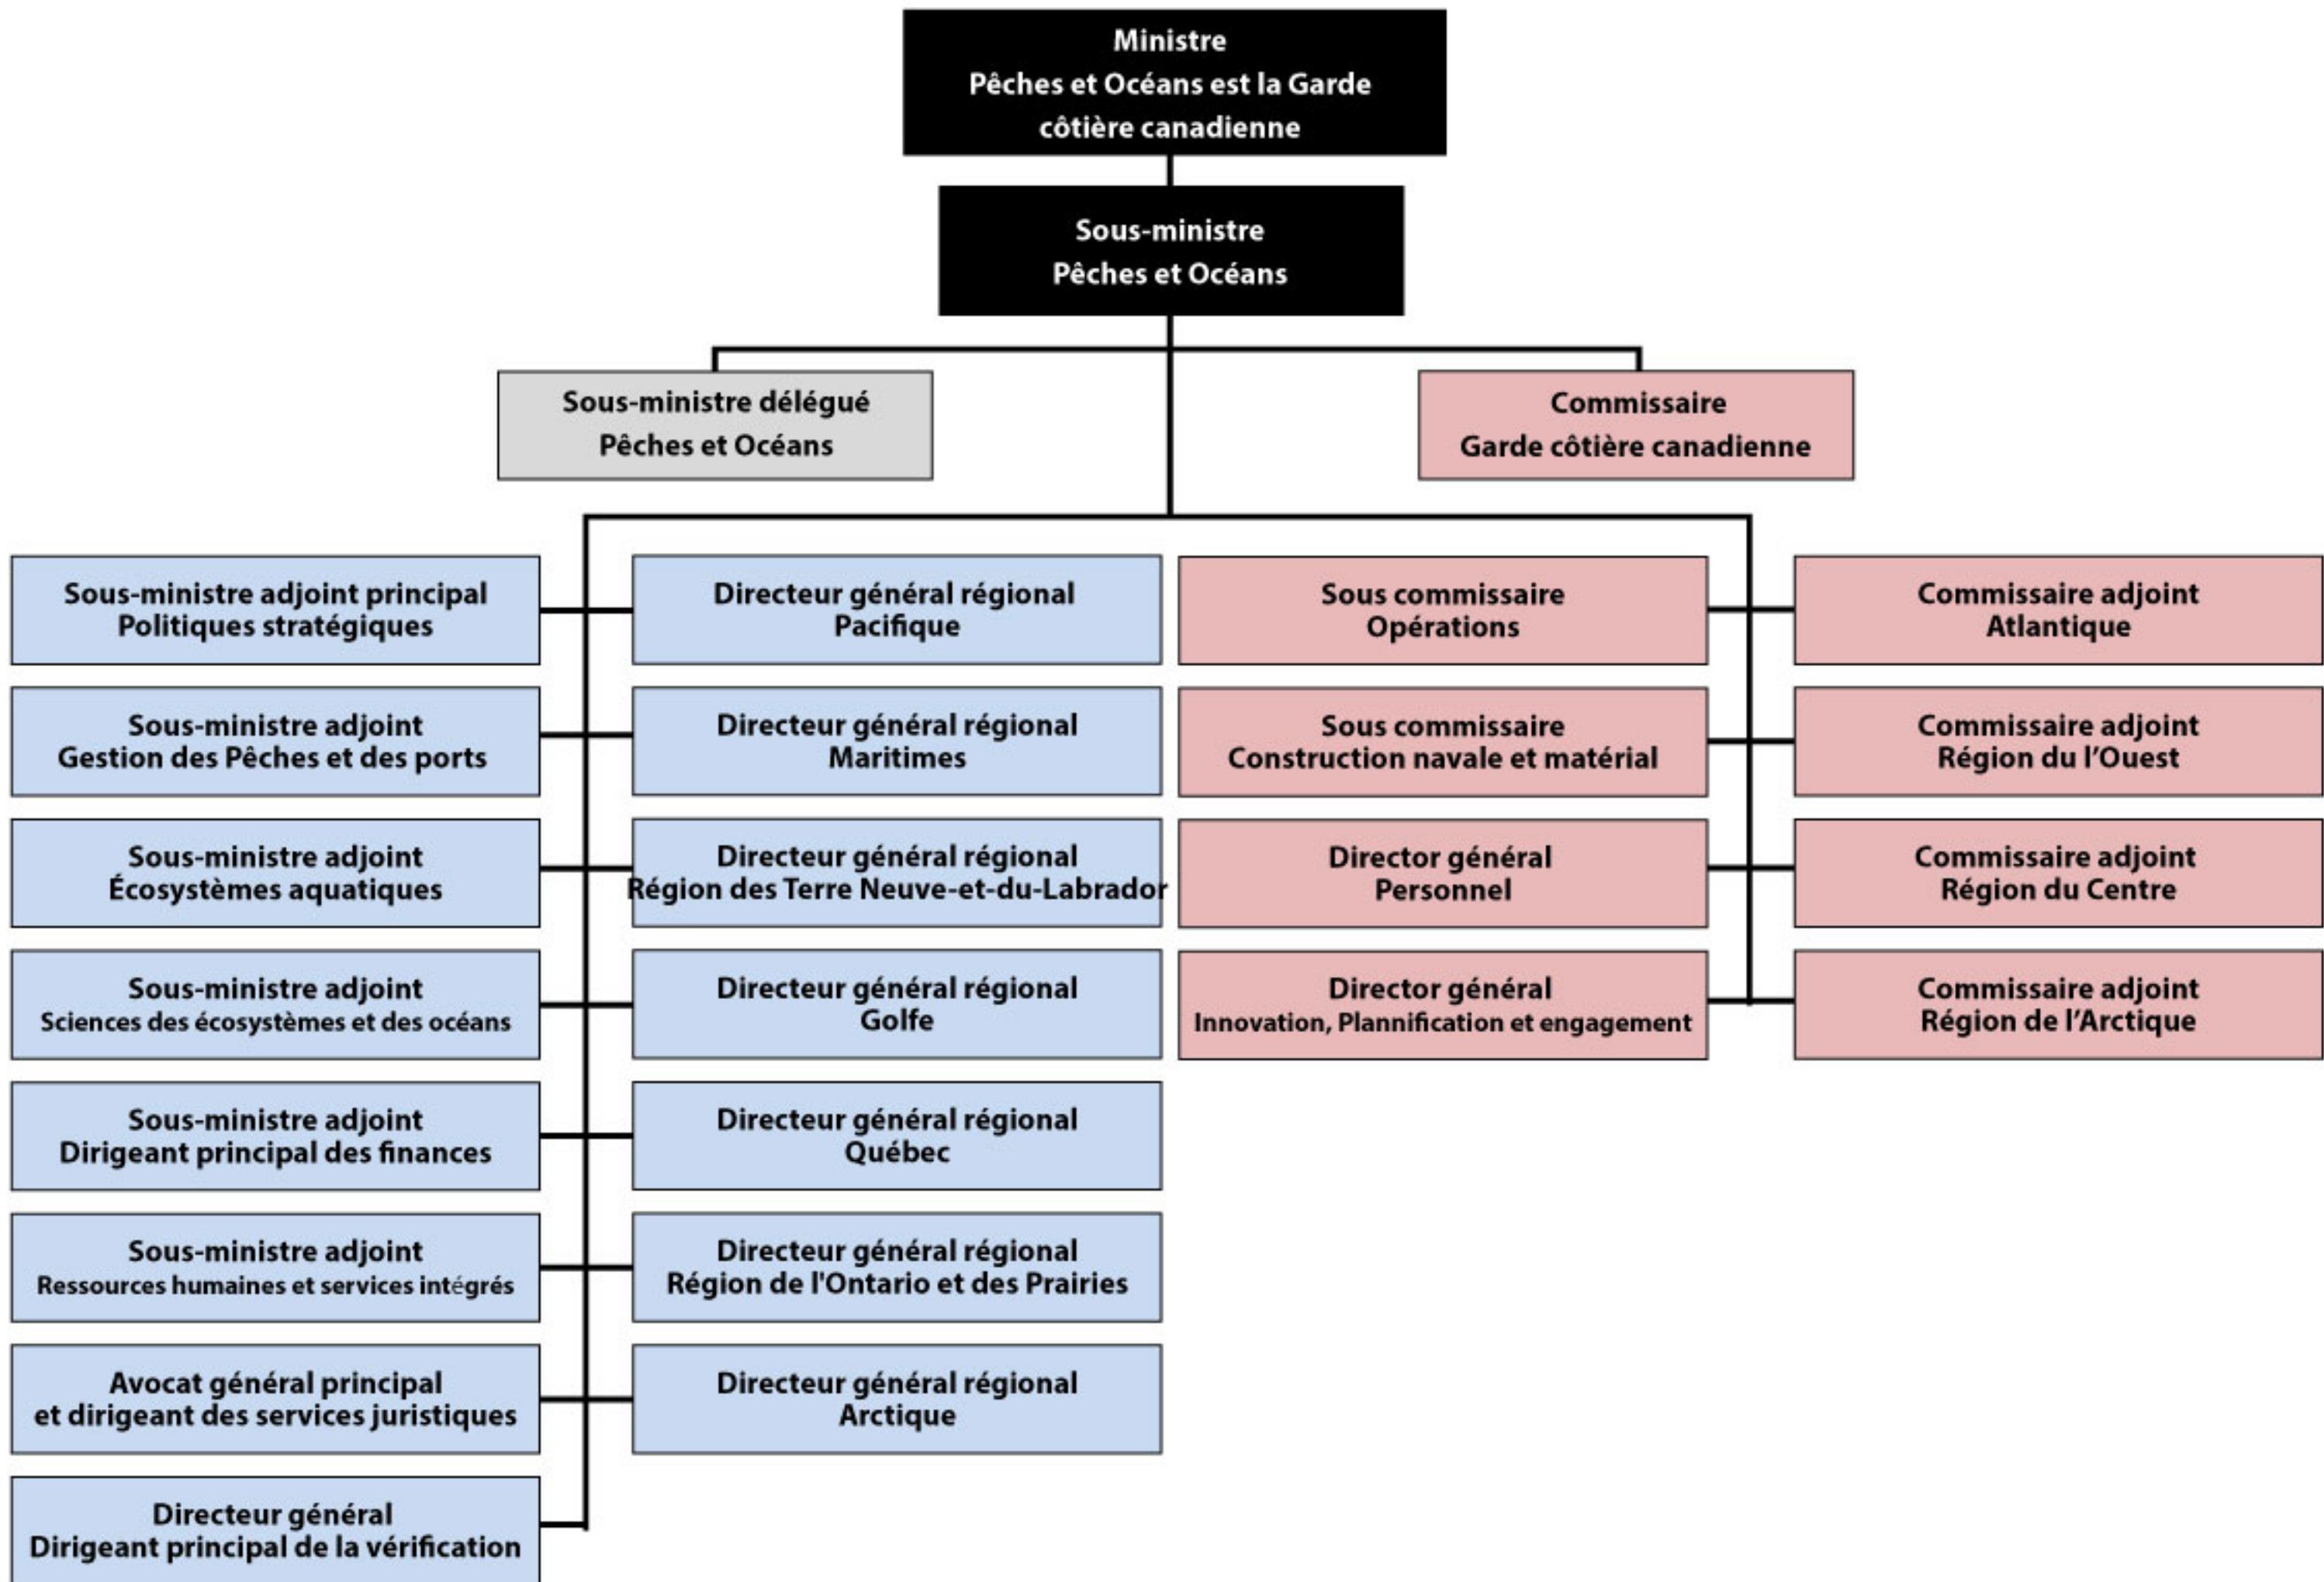 Ministre
Pêches et Océans est la Garde
côtière canadienne
Sous-ministre
Pêches et Océans
Sous-ministre délégué
Pêches et Océans
Commissaire
Garde côtière canadienne
Sous-ministre adjoint principal
Politiques stratégiques
Sous-ministre adjoint
Gestion des Pêches et des ports
Sous-ministre adjoint
Écosystèmes aquatiques
Sous-ministre adjoint
Sciences des écosystèmes et des océans
Sous-ministre adjoint
Dirigeant principal des finances
Sous-ministre adjoint
Ressources humaines et services intégrés
Avocat général principal
et dirigeant des services juristiques
Directeur général
Dirigeant principal de la vérification
Directeur général régional
Pacifique
Directeur général régional
Maritimes
Directeur général régional
Région des Terre Neuve-et-du-Labrador
Directeur général régional
Golfe
Directeur général régional
Québec
Directeur général régional
Région de l'Ontario et des Prairies
Directeur général régional
Arctique
Sous commissaire
Opérations
Sous commissaire
Construction navale et matérial
Director général
Personnel
Director général
Innovation, Plannification et engagement
Commissaire adjoint
Atlantique
Commissaire adjoint
Région du l’Ouest
Commissaire adjoint
Région du Centre
Commissaire adjoint
Région de l’Arctique